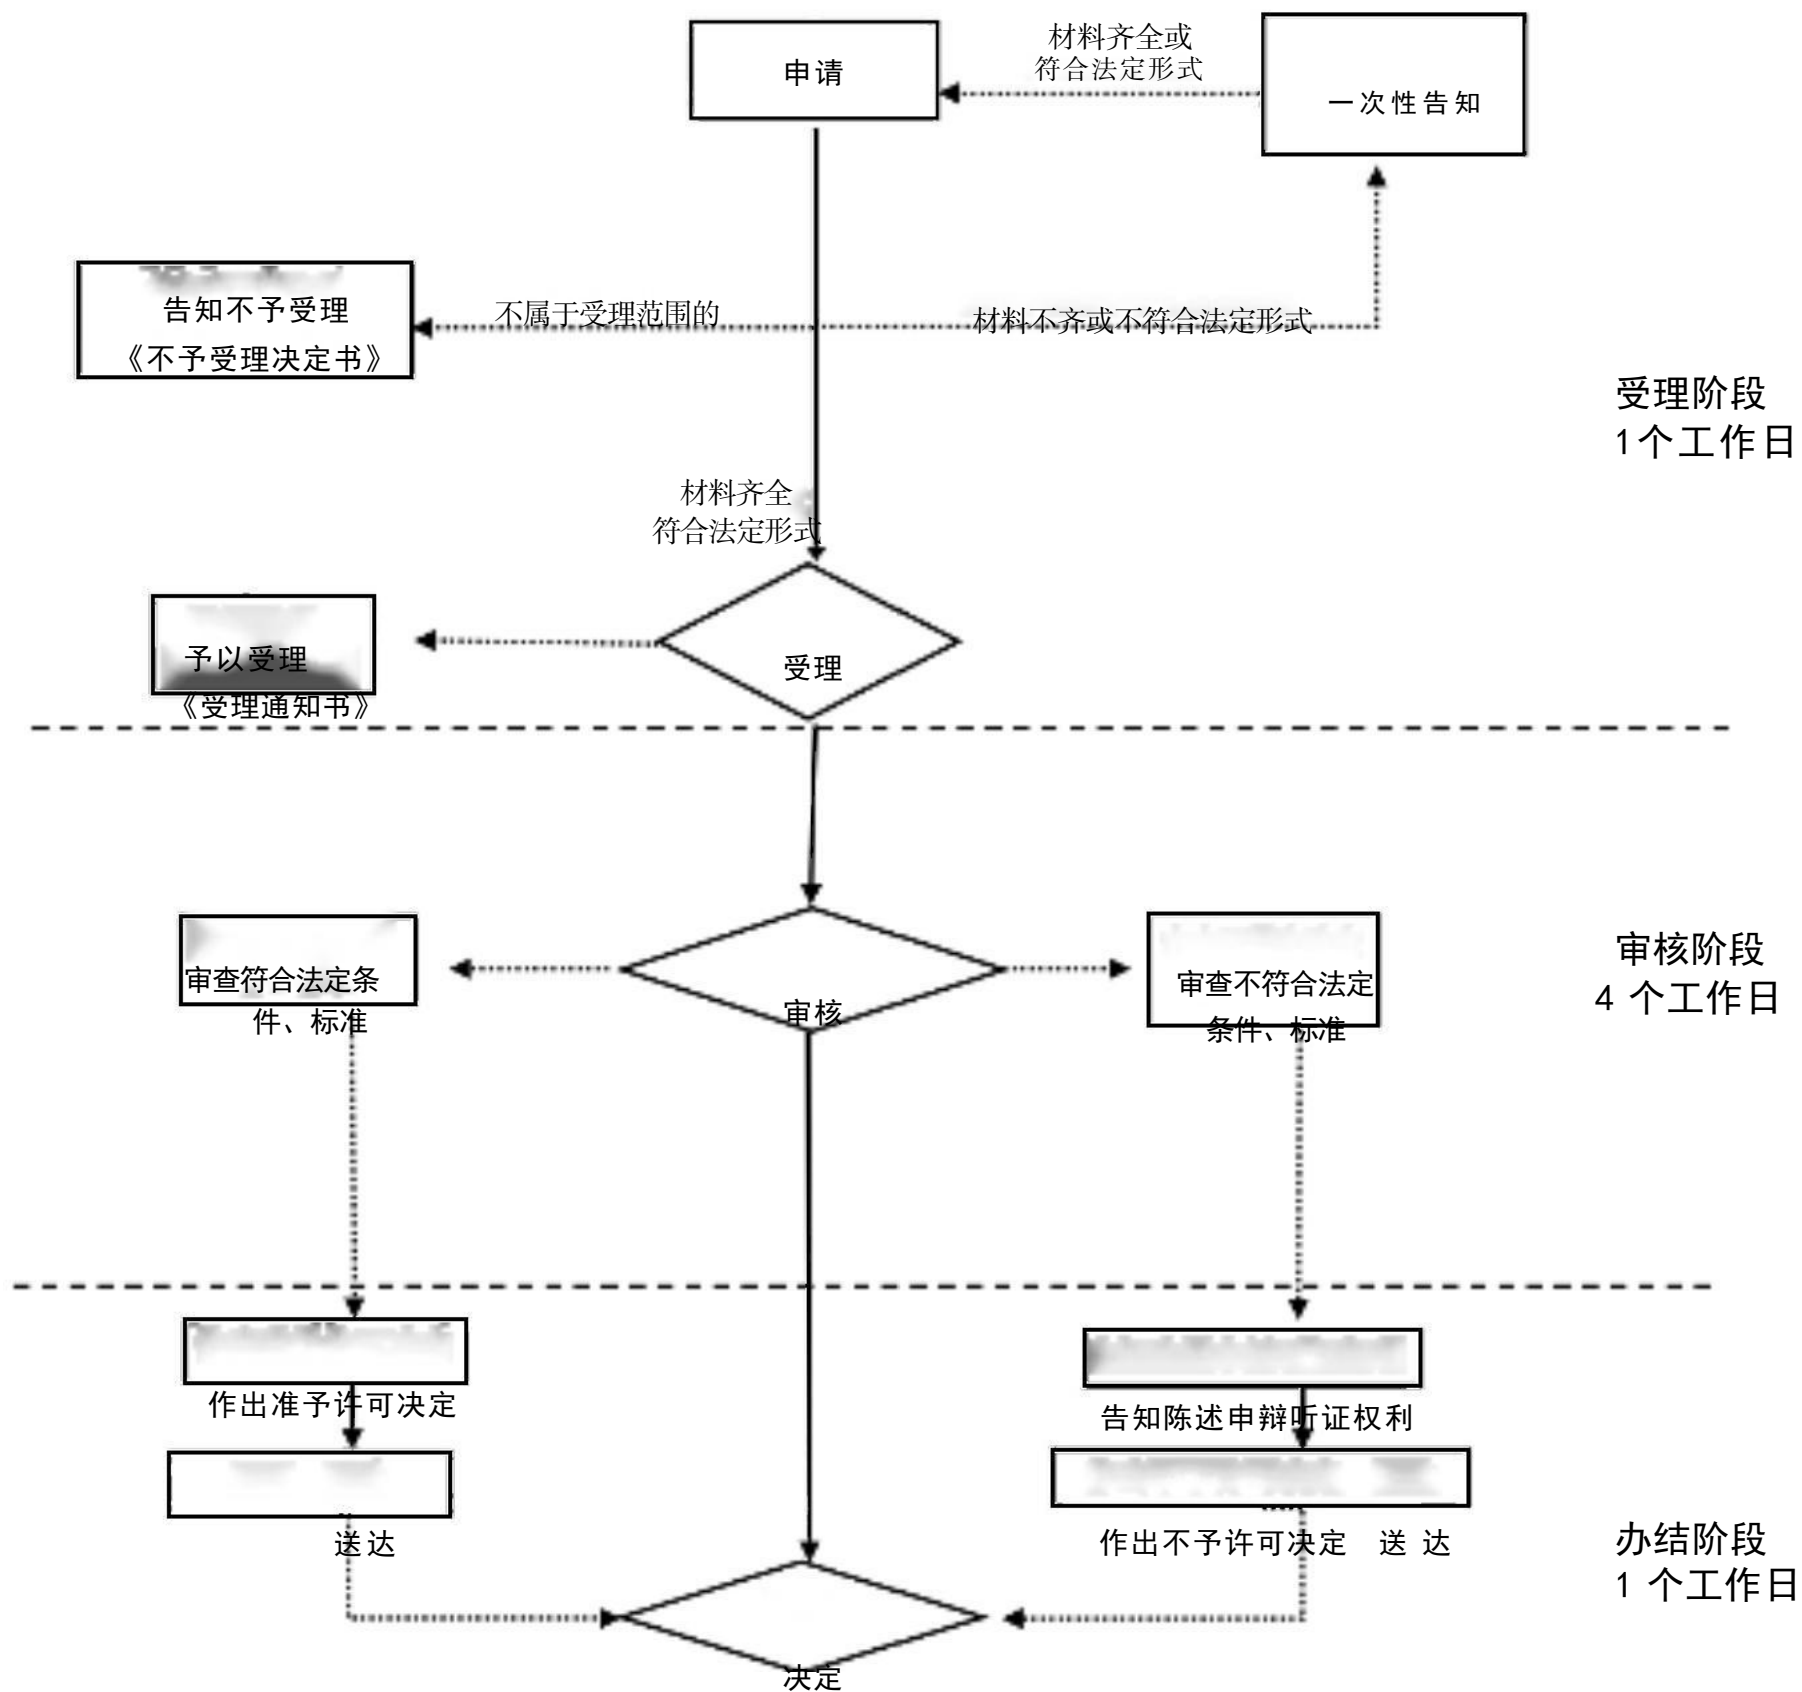 申请
材料齐全或
符合法定形式
一次性告知
告知不予受理
《不予受理决定书》
不属于受理范围的
材料不齐或不符合法定形式
受理阶段
1个工作日
材料齐全
符合法定形式
予以受理
《受理通知书》
受理
审查符合法定条
件、标准
审核
审查不符合法定
条件、标准
审核阶段
4 个工作日
作出准予许可决定
告知陈述申辩听证权利
送达
作出不予许可决定 送 达
办结阶段
1 个工作日
决定